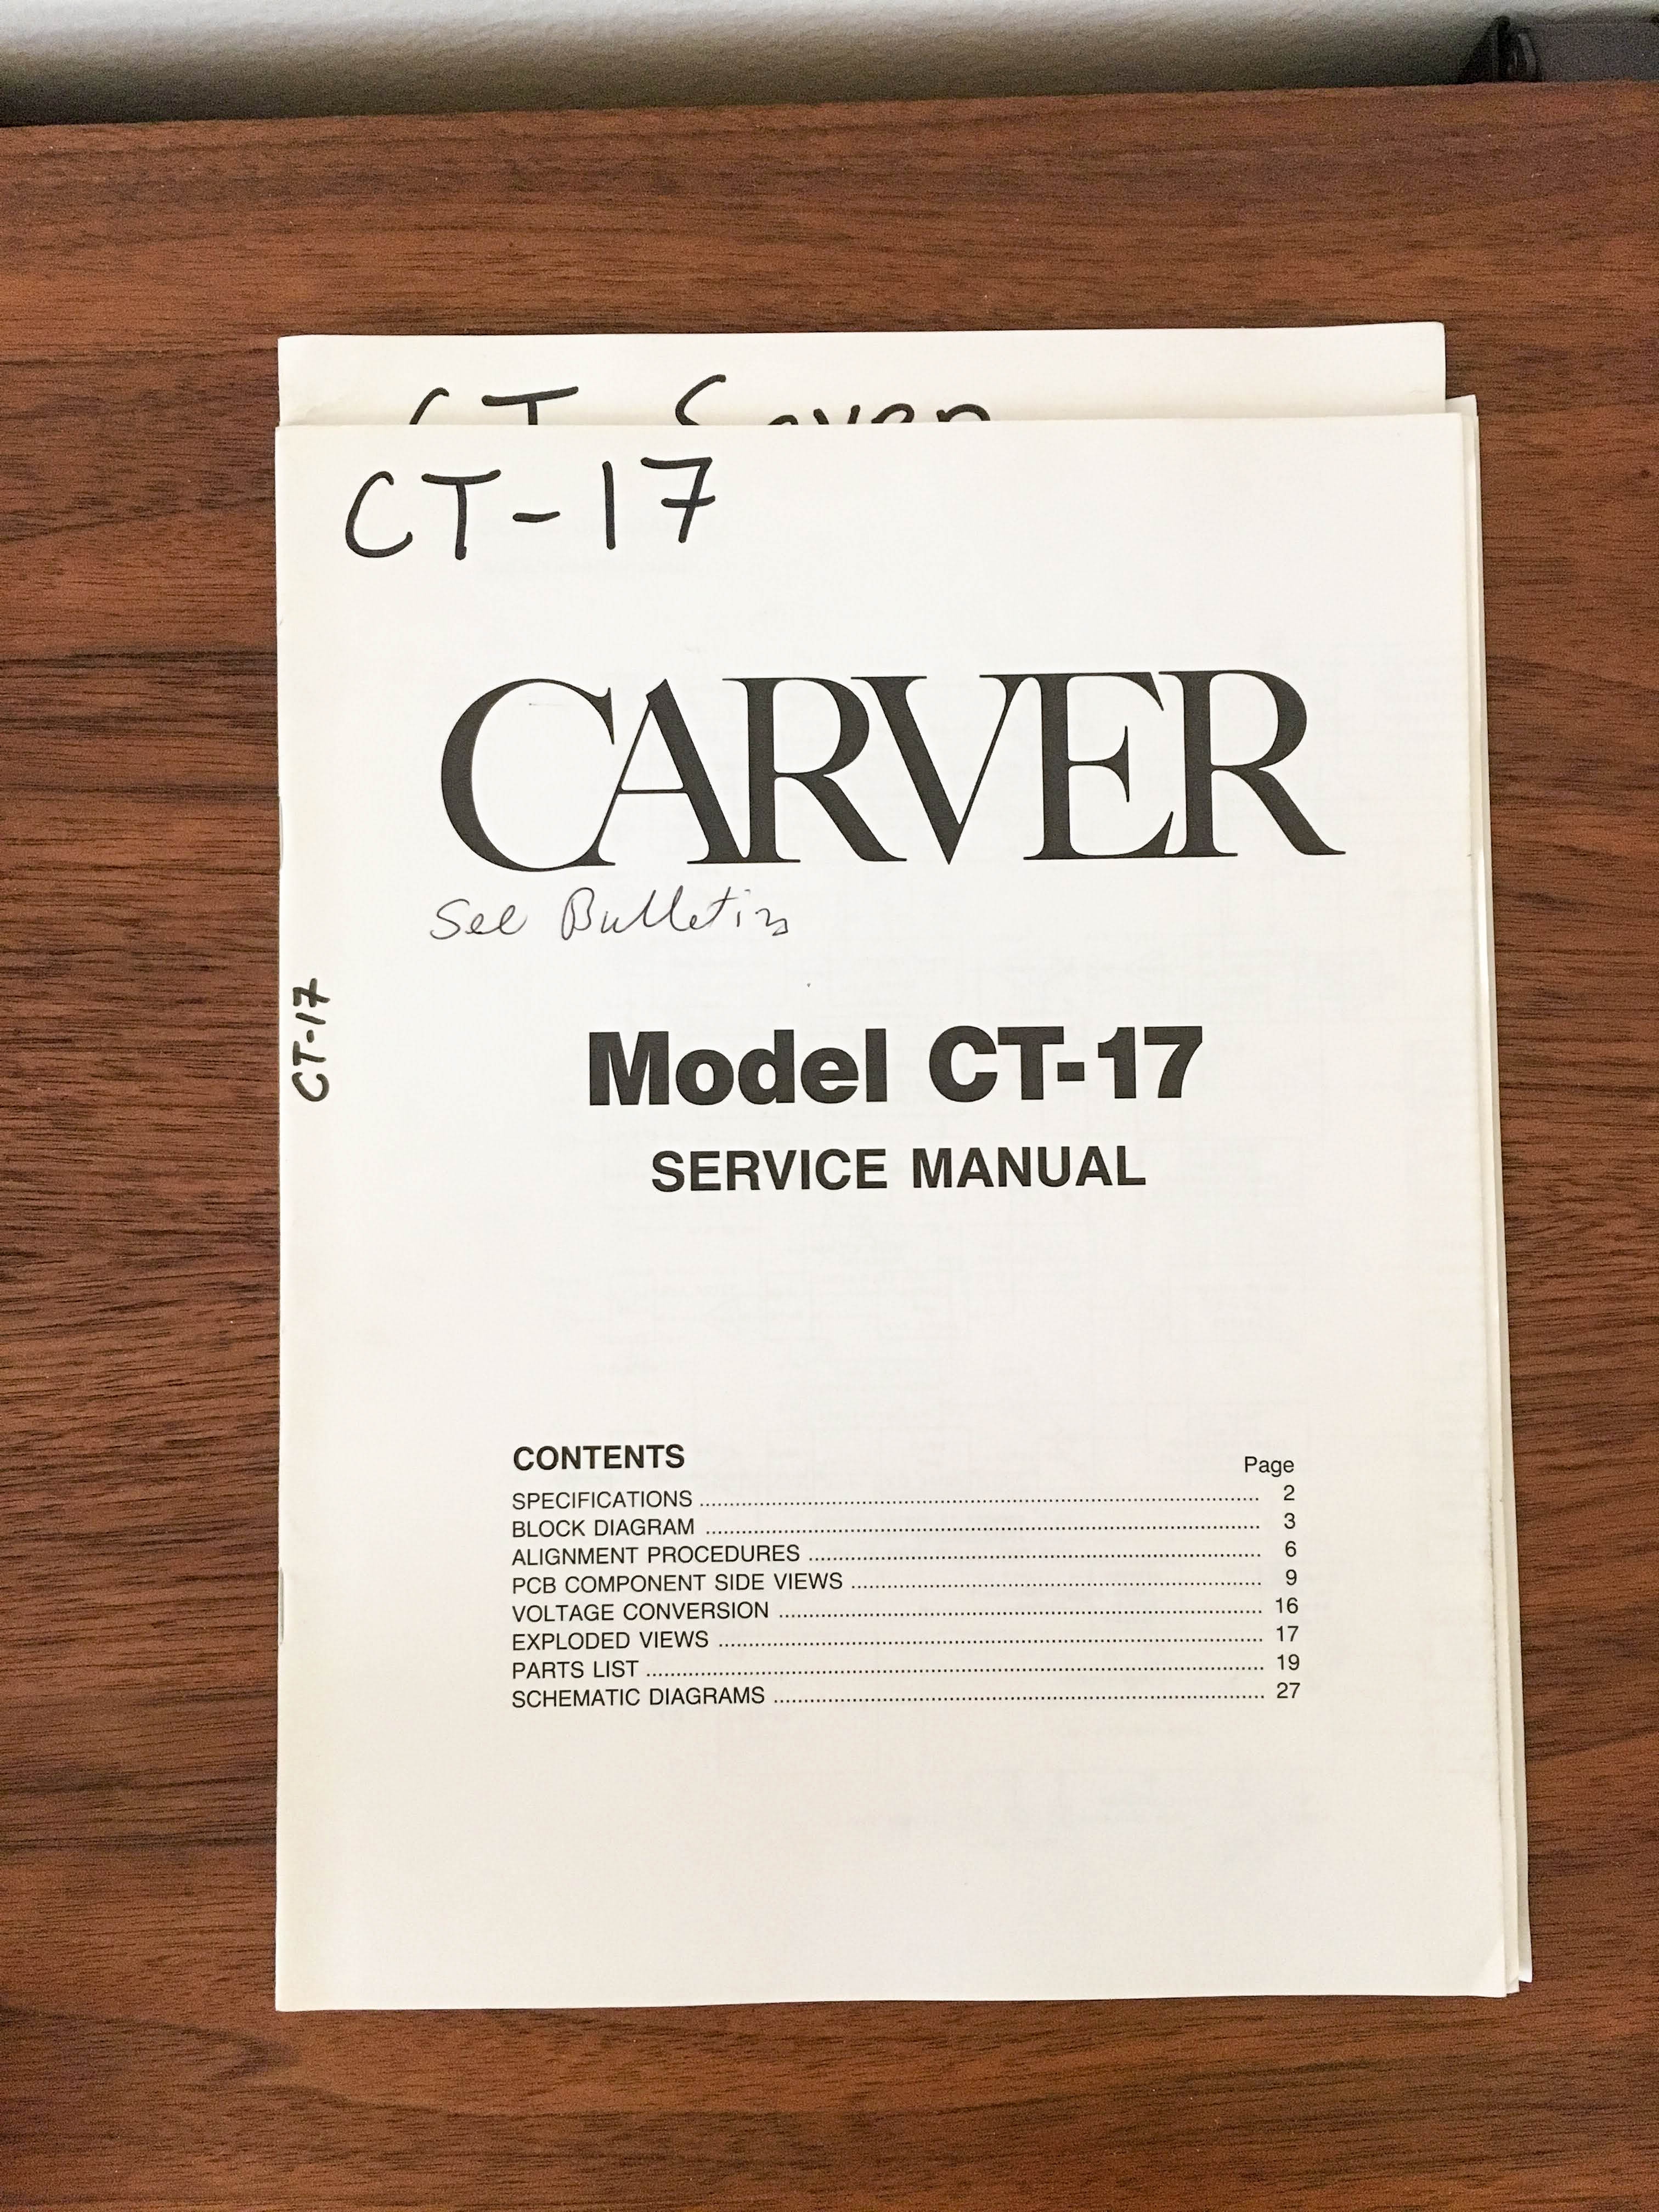 CT Seven
CT-17
CARVER
See Bulletin
CT-17
Model CT-17
SERVICE MANUAL
CONTENTS
Page
SPECIFICATIONS 2
BLOCK DIAGRAM 3
ALIGNMENT PROCEDURES 6
PCB COMPONENT SIDE VIEWS 9
VOLTAGE CONVERSION 16
EXPLODED VIEWS 17
PARTS LIST 19
SCHEMATIC DIAGRAMS 27